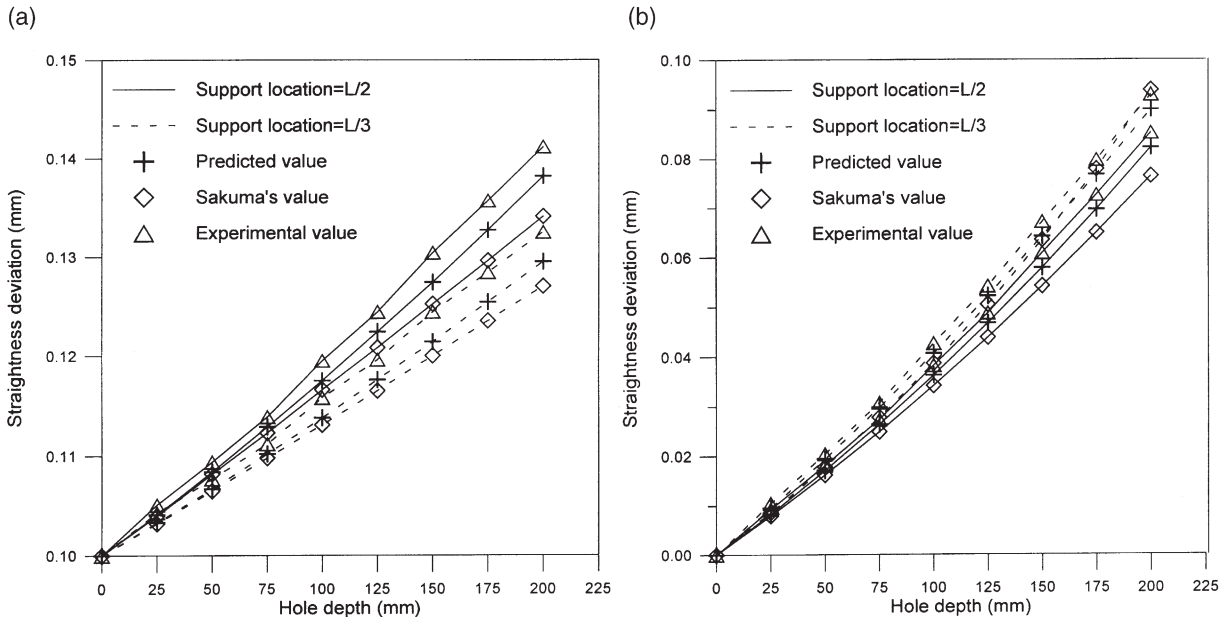 (a)
0.15
0.14
0.13
0.12
0.11
0.10
Straightness deviation (mm)
Support location=L/2
Support location=L/3
Predicted value
Sakuma's value
Experimental value
0 25 50 75 100 125 150 175 200 225
Hole depth (mm)
(b)
0.10
0.08
0.06
0.04
0.02
0.00
Straightness deviation (mm)
Support location=L/2
Support location=L/3
Predicted value
Sakuma's value
Experimental value
0 25 50 75 100 125 150 175 200 225
Hole depth (mm)